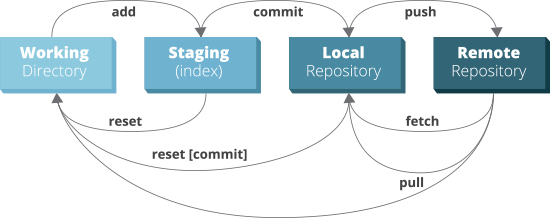 add
commit
push
Working
Directory
Staging
(index)
Local
Repository
Remote
Repository
reset
fetch
reset [commit]
pull